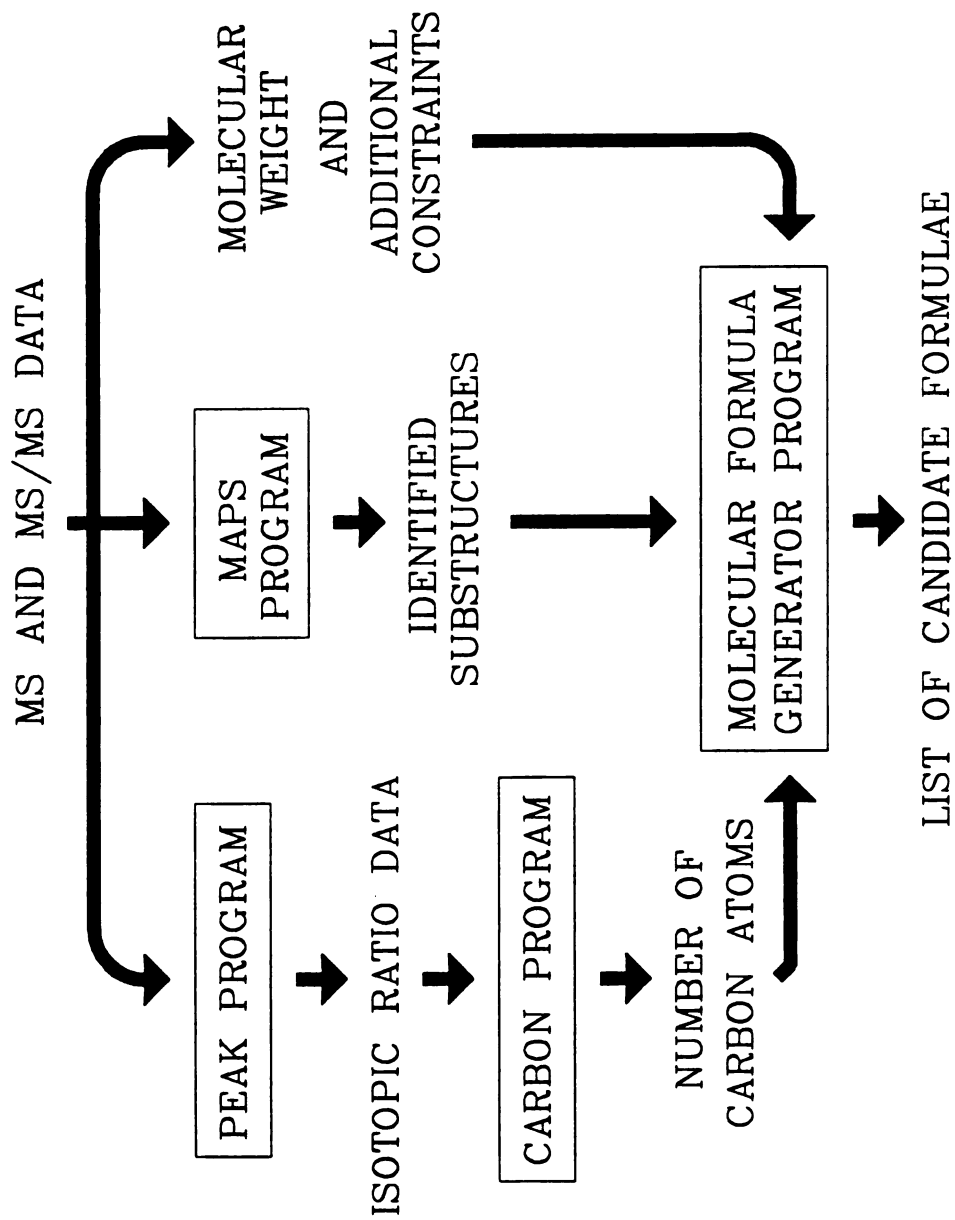 MS AND MS/MS DATA
PEAK PROGRAM
ISOTOPIC RATIO DATA
CARBON PROGRAM
NUMBER OF
CARBON ATOMS
MAPS
PROGRAM
IDENTIFIED
SUBSTRUCTURES
MOLECULAR
WEIGHT
AND
ADDITIONAL
CONSTRAINTS
MOLECULAR FORMULA
GENERATOR PROGRAM
LIST OF CANDIDATE FORMULAE